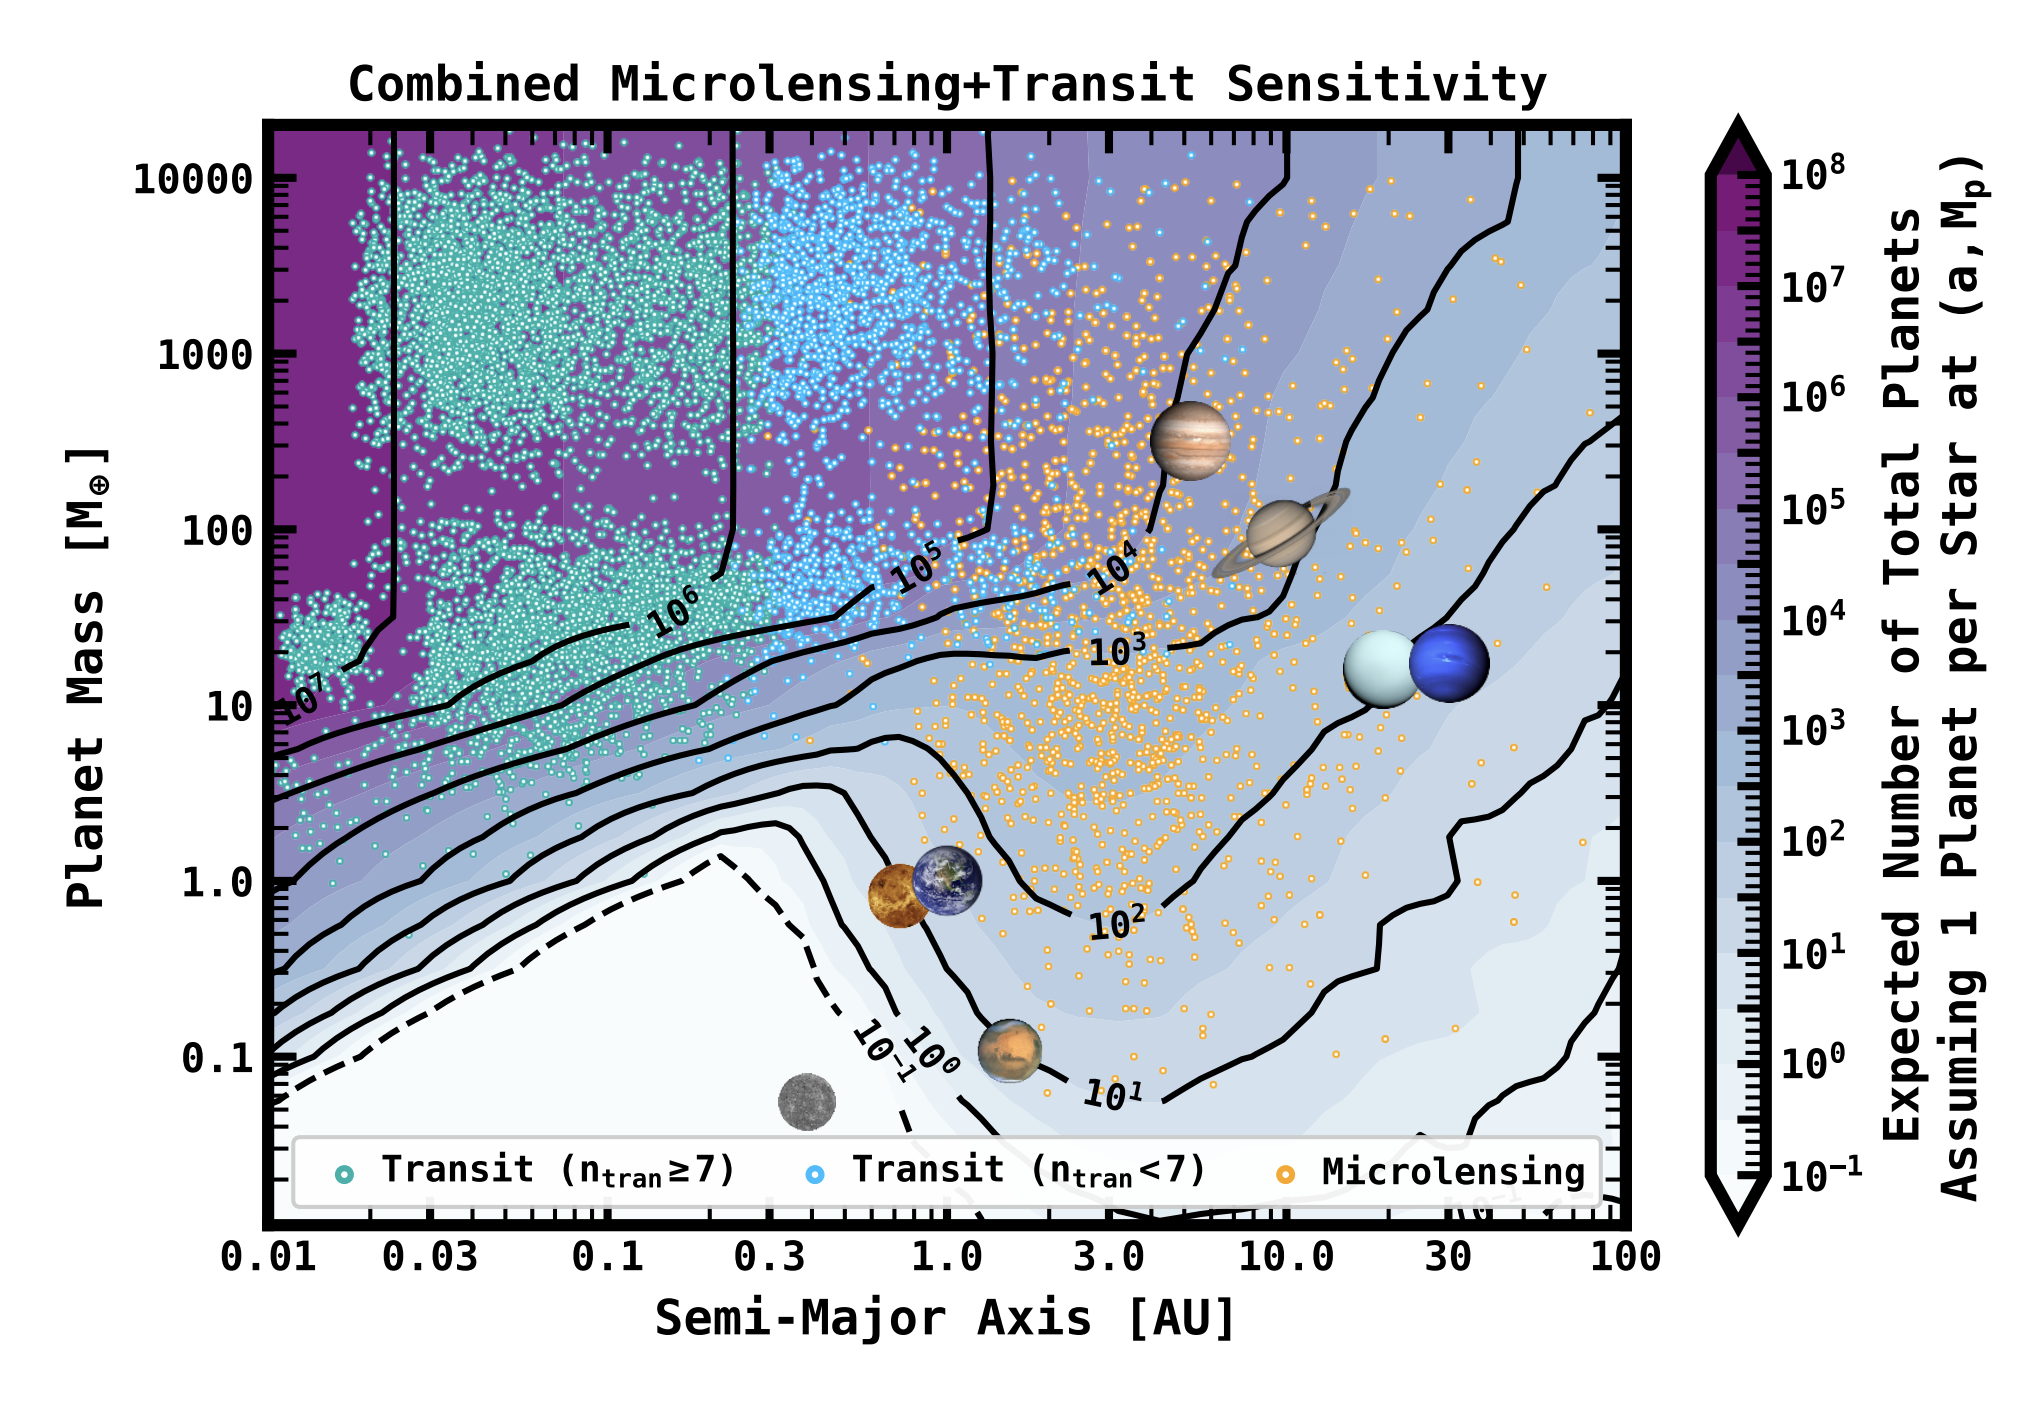 Combined Microlensing+Transit Sensitivity
10000
1000
100
10
1.0
0.1
Planet Mass [M⊕]
10⁷
10⁶
10⁵
10⁴
10³
10²
10¹
10⁰
10⁻¹
Transit (nₜᵣₐₙ≥7)
Transit (nₜᵣₐₙ<7)
Microlensing
0.01 0.03 0.1 0.3 1.0 3.0 10.0 30 100
Semi-Major Axis [AU]
10⁸
10⁷
10⁶
10⁵
10⁴
10³
10²
10¹
10⁰
10⁻¹
Expected Number of Total Planets
Assuming 1 Planet per Star at (a,Mₚ)